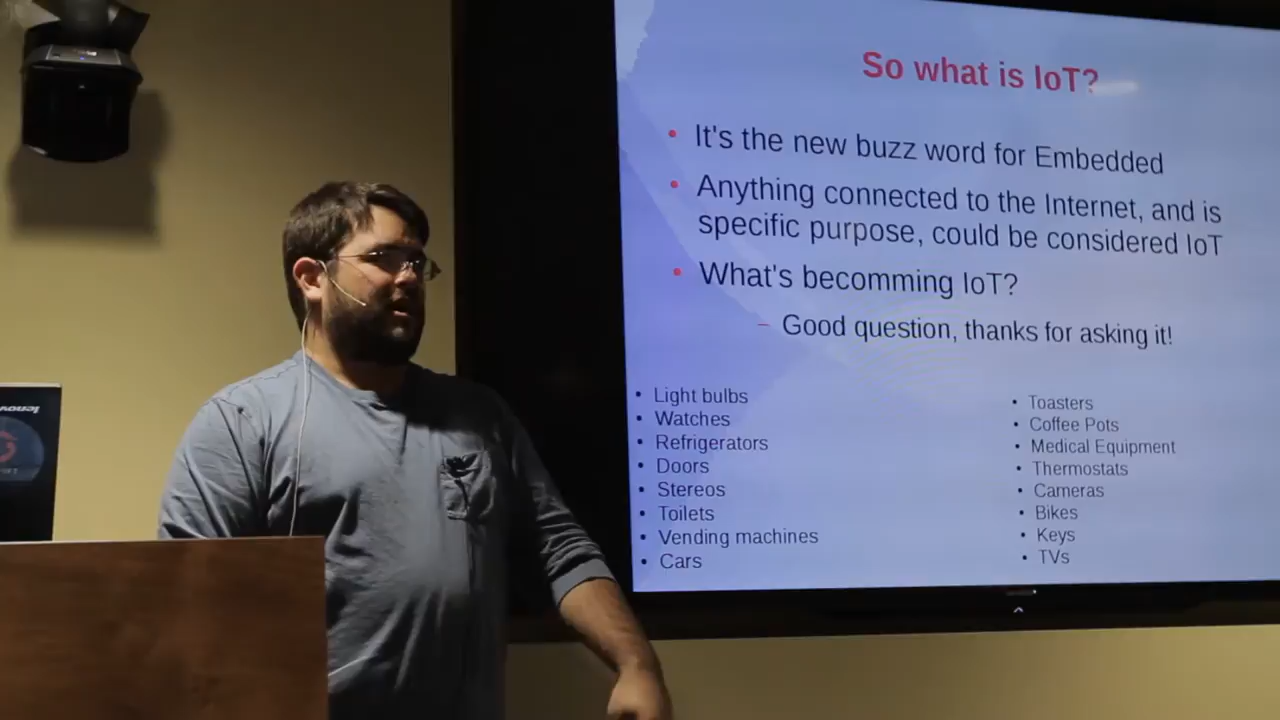 So what is IoT?
• It's the new buzz word for Embedded
• Anything connected to the Internet, and is
specific purpose, could be considered IoT
• What's becomming IoT?
– Good question, thanks for asking it!
• Light bulbs
• Watches
• Refrigerators
• Doors
• Stereos
• Toilets
• Vending machines
• Cars
• Toasters
• Coffee Pots
• Medical Equipment
• Thermostats
• Cameras
• Bikes
• Keys
• TVs
lenovo